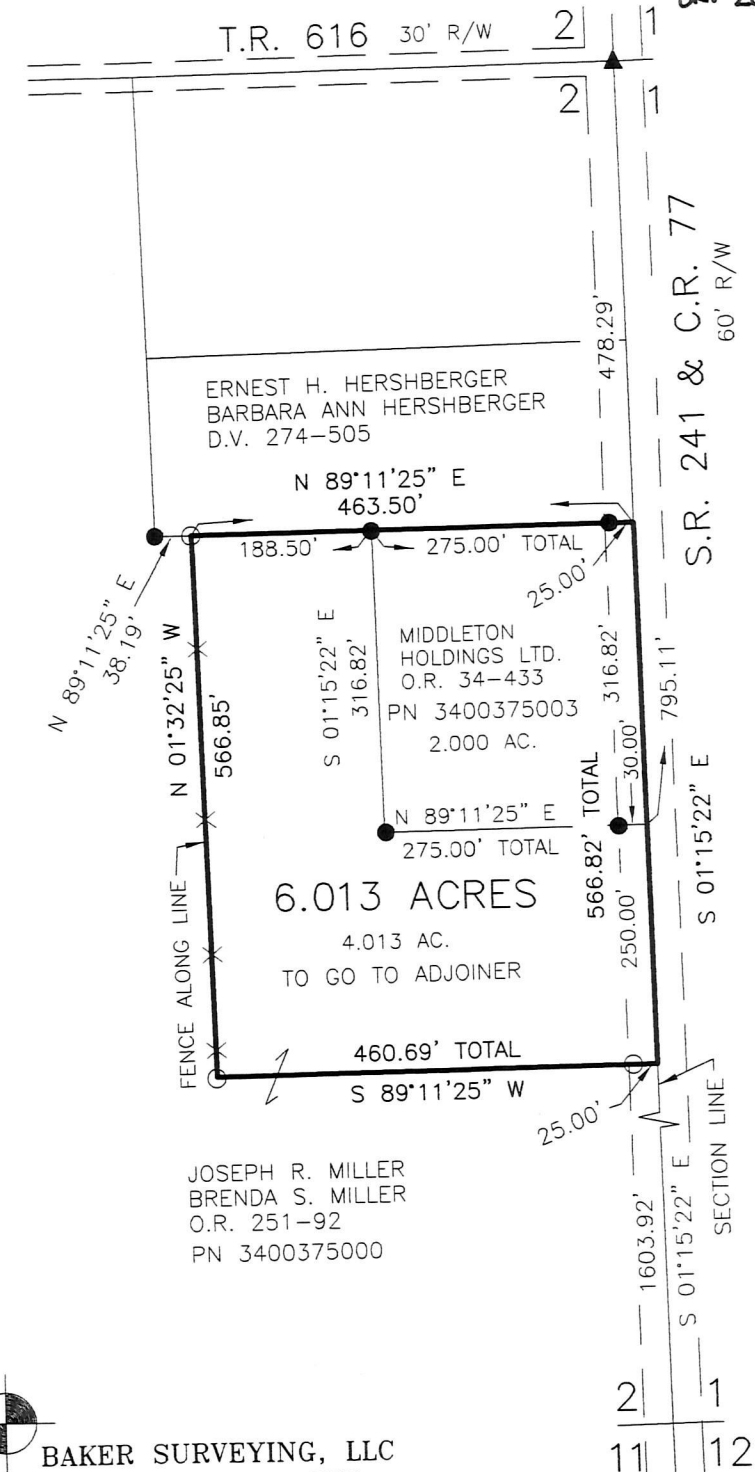 T.R. 616 30' R/W
2 1
2 1
S.R. 241 & C.R. 77
60' R/W
478.29'
ERNEST H. HERSHBERGER
BARBARA ANN HERSHBERGER
D.V. 274-505
N 89°11'25" E
463.50'
188.50'
275.00' TOTAL
25.00'
N 89°11'25" E
38.19'
N 01°32'25" W
566.85'
S 01°15'22" E
316.82'
MIDDLETON
HOLDINGS LTD.
O.R. 34-433
PN 3400375003
2.000 AC.
316.82'
795.11'
30.00'
N 89°11'25" E
275.00' TOTAL
566.82' TOTAL
250.00'
S 01°15'22" E
6.013 ACRES
4.013 AC.
TO GO TO ADJOINER
FENCE ALONG LINE
460.69' TOTAL
S 89°11'25" W
25.00'
SECTION LINE
JOSEPH R. MILLER
BRENDA S. MILLER
O.R. 251-92
PN 3400375000
1603.92'
S 01°15'22" E
2 1
11 12
BAKER SURVEYING, LLC